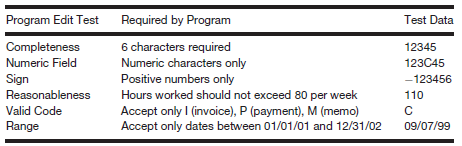 Program Edit Test Required by Program Test Data
Completeness 6 characters required 12345
Numeric Field Numeric characters only 123C45
Sign Positive numbers only −123456
Reasonableness Hours worked should not exceed 80 per week 110
Valid Code Accept only I (invoice), P (payment), M (memo) C
Range Accept only dates between 01/01/01 and 12/31/02 09/07/99